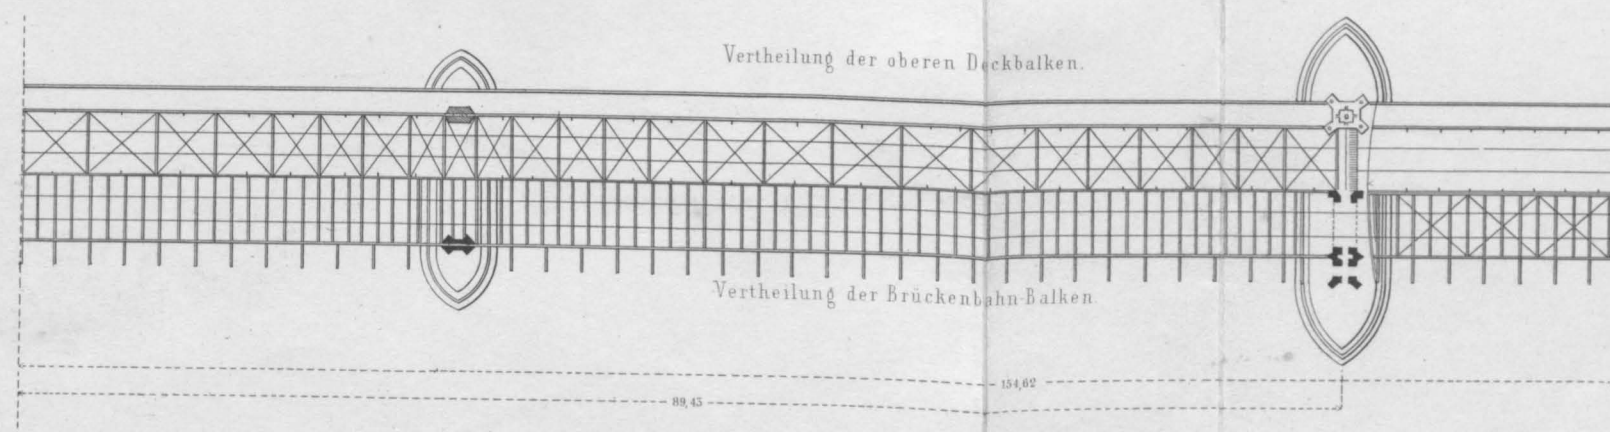 Vertheilung der oberen Deckbalken.
Vertheilung der Brückenbahn-Balken
154,62
89,45